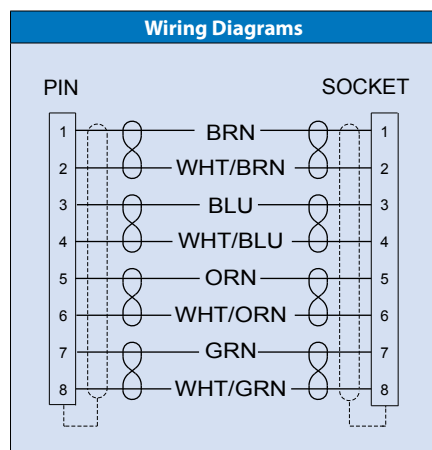 Wiring Diagrams
PIN SOCKET
1 BRN 1
2 WHT/BRN 2
3 BLU 3
4 WHT/BLU 4
5 ORN 5
6 WHT/ORN 6
7 GRN 7
8 WHT/GRN 8